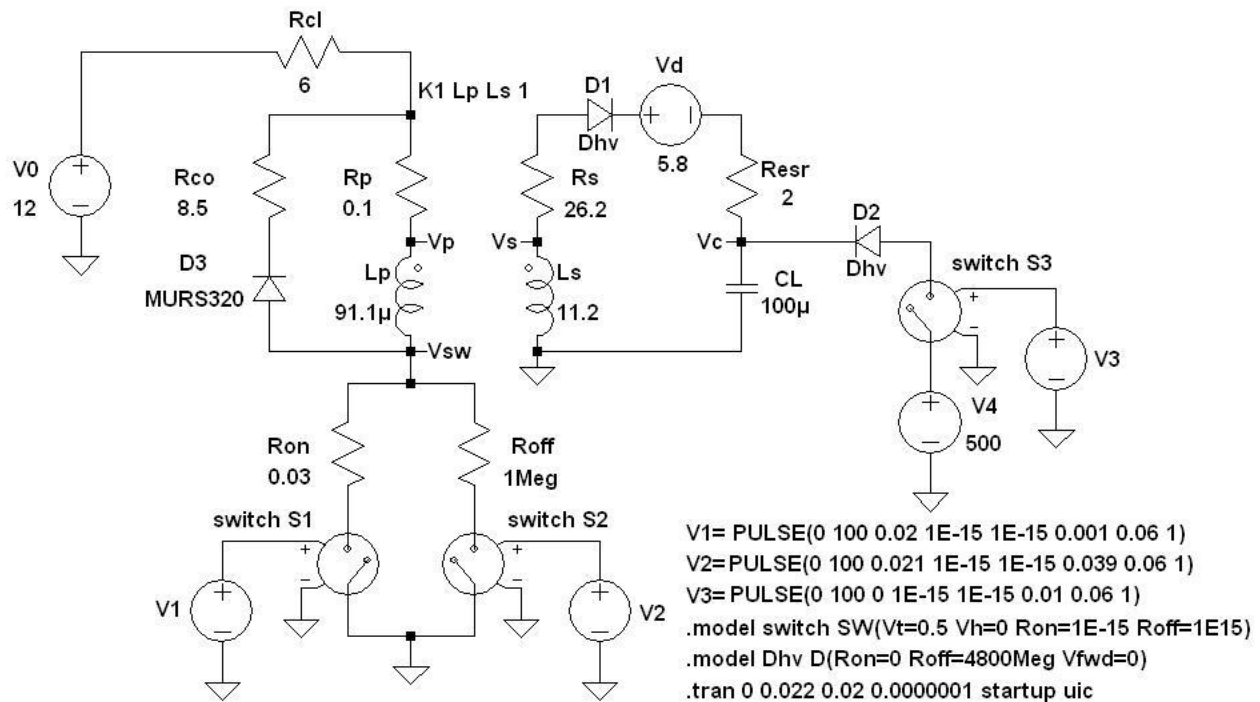 Rcl
6
K1 Lp Ls 1
V0
12
+
−
Rco
8.5
D3
MURS320
Rp
0.1
Vp
Lp
91.1µ
Vsw
D1
Dhv
Vd
+
−
5.8
Rs
26.2
Vs
Ls
11.2
Resr
2
Vc
CL
100µ
D2
Dhv
switch S3
+
−
V3
+
−
V4
500
+
−
Ron
0.03
Roff
1Meg
switch S1
+
−
V1
+
−
switch S2
+
−
V2
+
−
V1= PULSE(0 100 0.02 1E-15 1E-15 0.001 0.06 1)
V2=PULSE(0 100 0.021 1E-15 1E-15 0.039 0.06 1)
V3=PULSE(0 100 0 1E-15 1E-15 0.01 0.06 1)
.model switch SW(Vt=0.5 Vh=0 Ron=1E-15 Roff=1E15)
.model Dhv D(Ron=0 Roff=4800Meg Vfwd=0)
.tran 0 0.022 0.02 0.0000001 startup uic